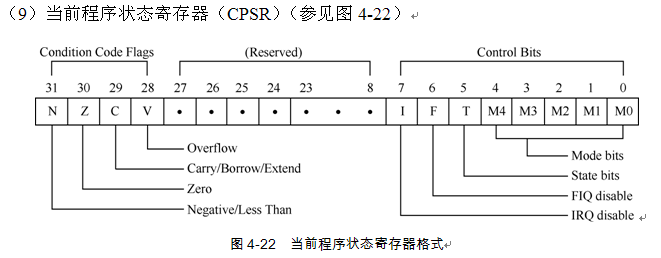 （9）当前程序状态寄存器（CPSR）（参见图 4-22）
Condition Code Flags (Reserved) Control Bits
31 30 29 28 27 26 25 24 23 8 7 6 5 4 3 2 1 0
N Z C V • • • • • • • I F T M4 M3 M2 M1 M0
Overflow
Carry/Borrow/Extend
Zero
Negative/Less Than
Mode bits
State bits
FIQ disable
IRQ disable
图 4-22 当前程序状态寄存器格式